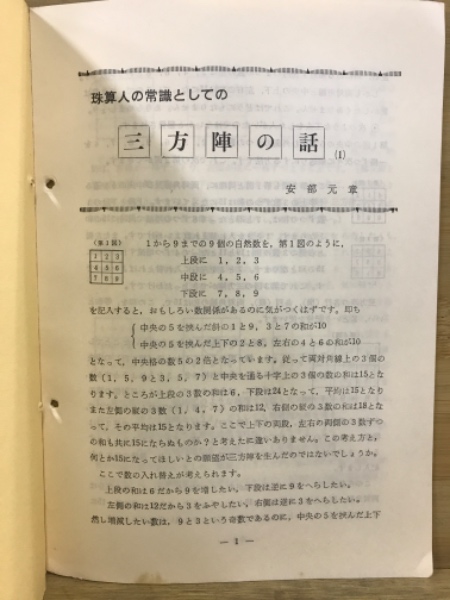 珠算人の常識としての
三方陣の話 (1)
安部元章
(第1図)
1 2 3
4 5 6
7 8 9
1から9までの9個の自然数を,第1図のように,
上段に 1, 2, 3
中段に 4, 5, 6
下段に 7, 8, 9
を記入すると,おもしろい数関係があるのに気がつくはずです。即ち
中央の5を挾んだ斜の1と9, 3と7の和が10
中央の5を挾んだ上下の2と8, 左右の4と6の和が10
となって,中央格の数5の2倍となっています。従って両対角線上の3個の
数(1, 5, 9と3, 5, 7)と中央を通る十字上の3個の数の和は15とな
ります。ところが上段の3数の和は6,下段は24となって,平均は15となり
また左側の縦の3数(1, 4, 7)の和は12,右側の縦の3数の和は18とな
って,その平均は15となります。ここで上下の両数,左右の両側の3数ずつ
の和も共に15にならぬものか?と考えたに違いありません。この考え方と,
何とか15になってほしいとの願望が三方陣を生んだのではないでしょうか。
ここで数の入れ替えが考えられます。
上段の和は6だから9を増したい,下段は逆に9をへらしたい。
左側の和は12だから3をふやしたい,右側は逆に3をへらしたい。
然し増減したい数は,9と3という奇数であるのに,中央の5を挾んだ上下
— 1 —